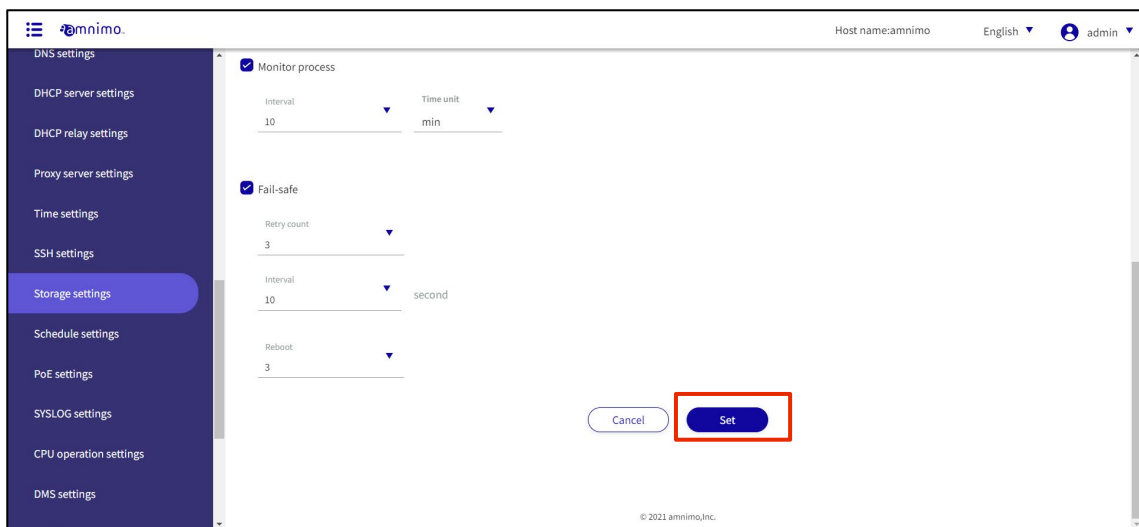 amnimo
Host name:amnimo
English
admin
DNS settings
DHCP server settings
DHCP relay settings
Proxy server settings
Time settings
SSH settings
Storage settings
Schedule settings
PoE settings
SYSLOG settings
CPU operation settings
DMS settings
Monitor process
Interval
10
Time unit
min
Fail-safe
Retry count
3
Interval
10
second
Reboot
3
Cancel
Set
© 2021 amnimo,Inc.